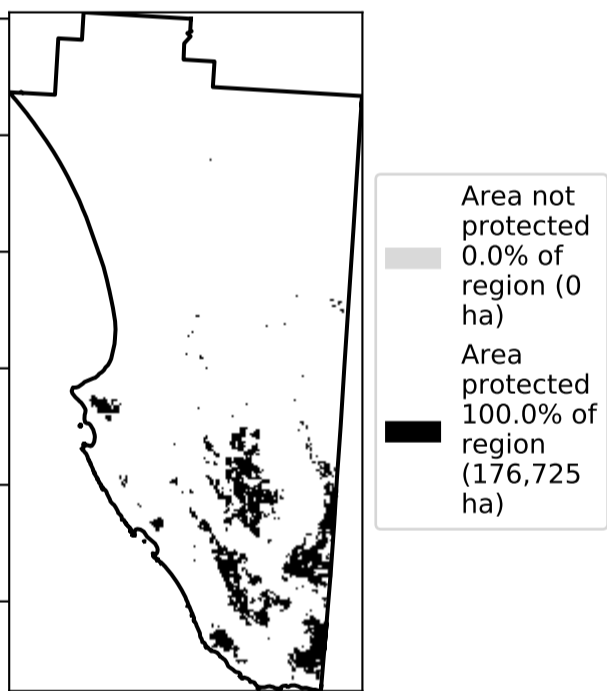 Area not
protected
0.0% of
region (0
ha)
Area
protected
100.0% of
region
(176,725
ha)